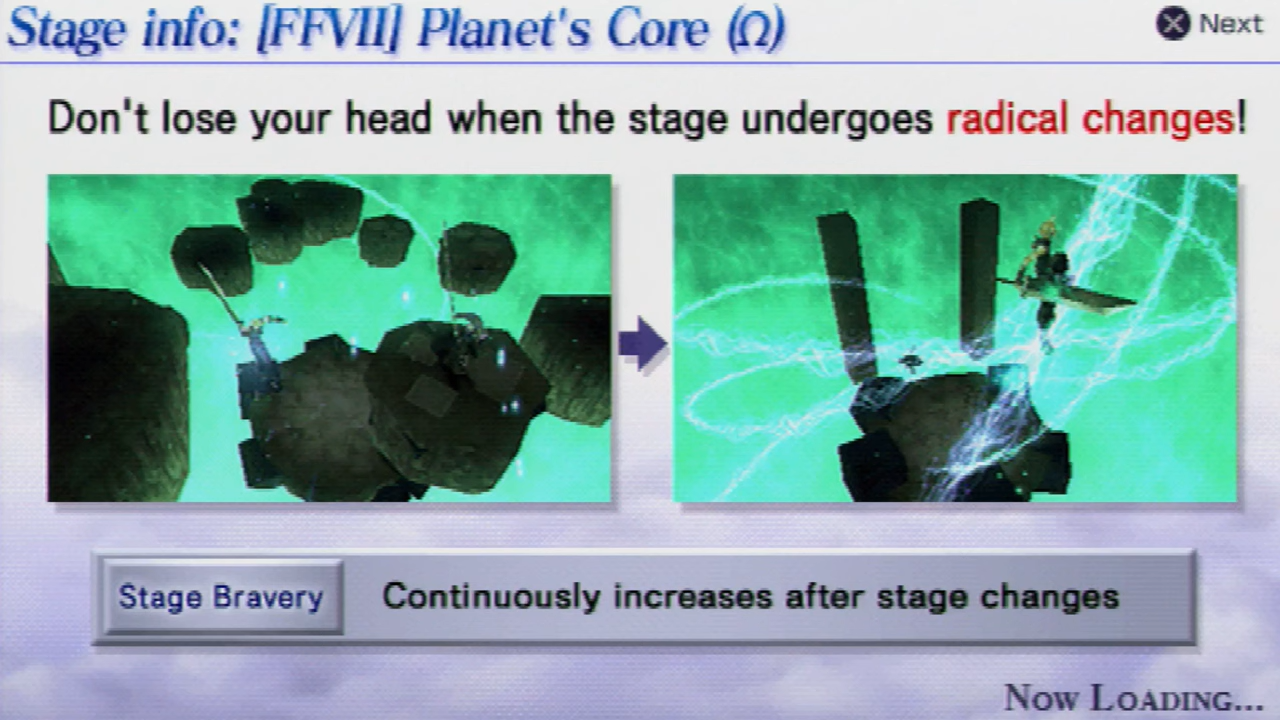 Stage info: [FFVII] Planet's Core (Ω)
Next
Don't lose your head when the stage undergoes radical changes!
Stage Bravery
Continuously increases after stage changes
Now Loading...